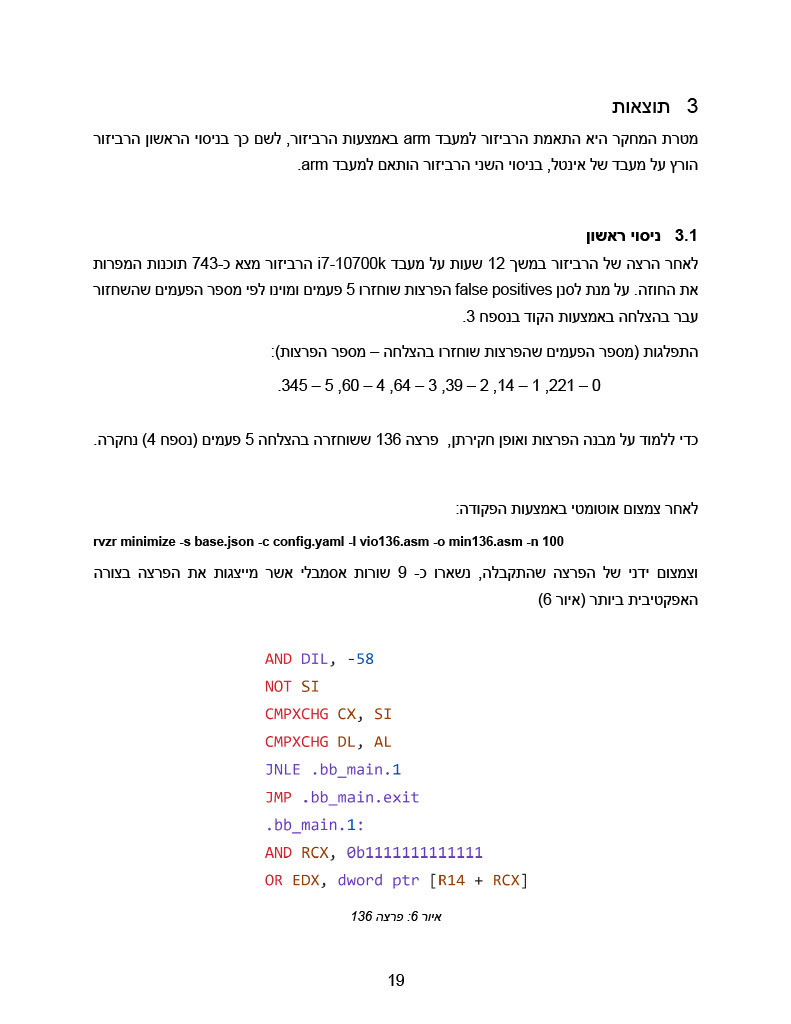 3 תוצאות
מטרת המחקר היא התאמת הרביזור למעבד arm באמצעות הרביזור, לשם כך בניסוי הראשון הרביזור
הורץ על מעבד של אינטל, בניסוי השני הרביזור הותאם למעבד arm.
3.1 ניסוי ראשון
לאחר הרצה של הרביזור במשך 12 שעות על מעבד i7-10700k הרביזור מצא כ-743 תוכנות המפרות
את החוזה. על מנת לסנן false positives הפרצות שוחזרו 5 פעמים ומוינו לפי מספר הפעמים שהשחזור
עבר בהצלחה באמצעות הקוד בנספח 3.
התפלגות (מספר הפעמים שהפרצות שוחזרו בהצלחה – מספר הפרצות):
0 – 221, 1 – 14, 2 – 39, 3 – 64, 4 – 60, 5 – 345.
כדי ללמוד על מבנה הפרצות ואופן חקירתן, פרצה 136 ששוחזרה בהצלחה 5 פעמים (נספח 4) נחקרה.
לאחר צמצום אוטומטי באמצעות הפקודה:
rvzr minimize -s base.json -c config.yaml -I vio136.asm -o min136.asm -n 100
וצמצום ידני של הפרצה שהתקבלה, נשארו כ- 9 שורות אסמבלי אשר מייצגות את הפרצה בצורה
האפקטיבית ביותר (איור 6)
AND DIL, -58
NOT SI
CMPXCHG CX, SI
CMPXCHG DL, AL
JNLE .bb_main.1
JMP .bb_main.exit
.bb_main.1:
AND RCX, 0b1111111111111
OR EDX, dword ptr [R14 + RCX]
איור 6: פרצה 136
19